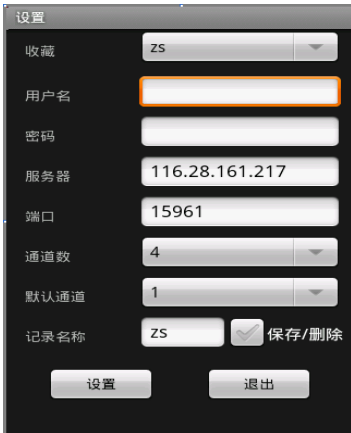 设置
收藏 zs
用户名
密码
服务器 116.28.161.217
端口 15961
通道数 4
默认通道 1
记录名称 zs 保存/删除
设置 退出